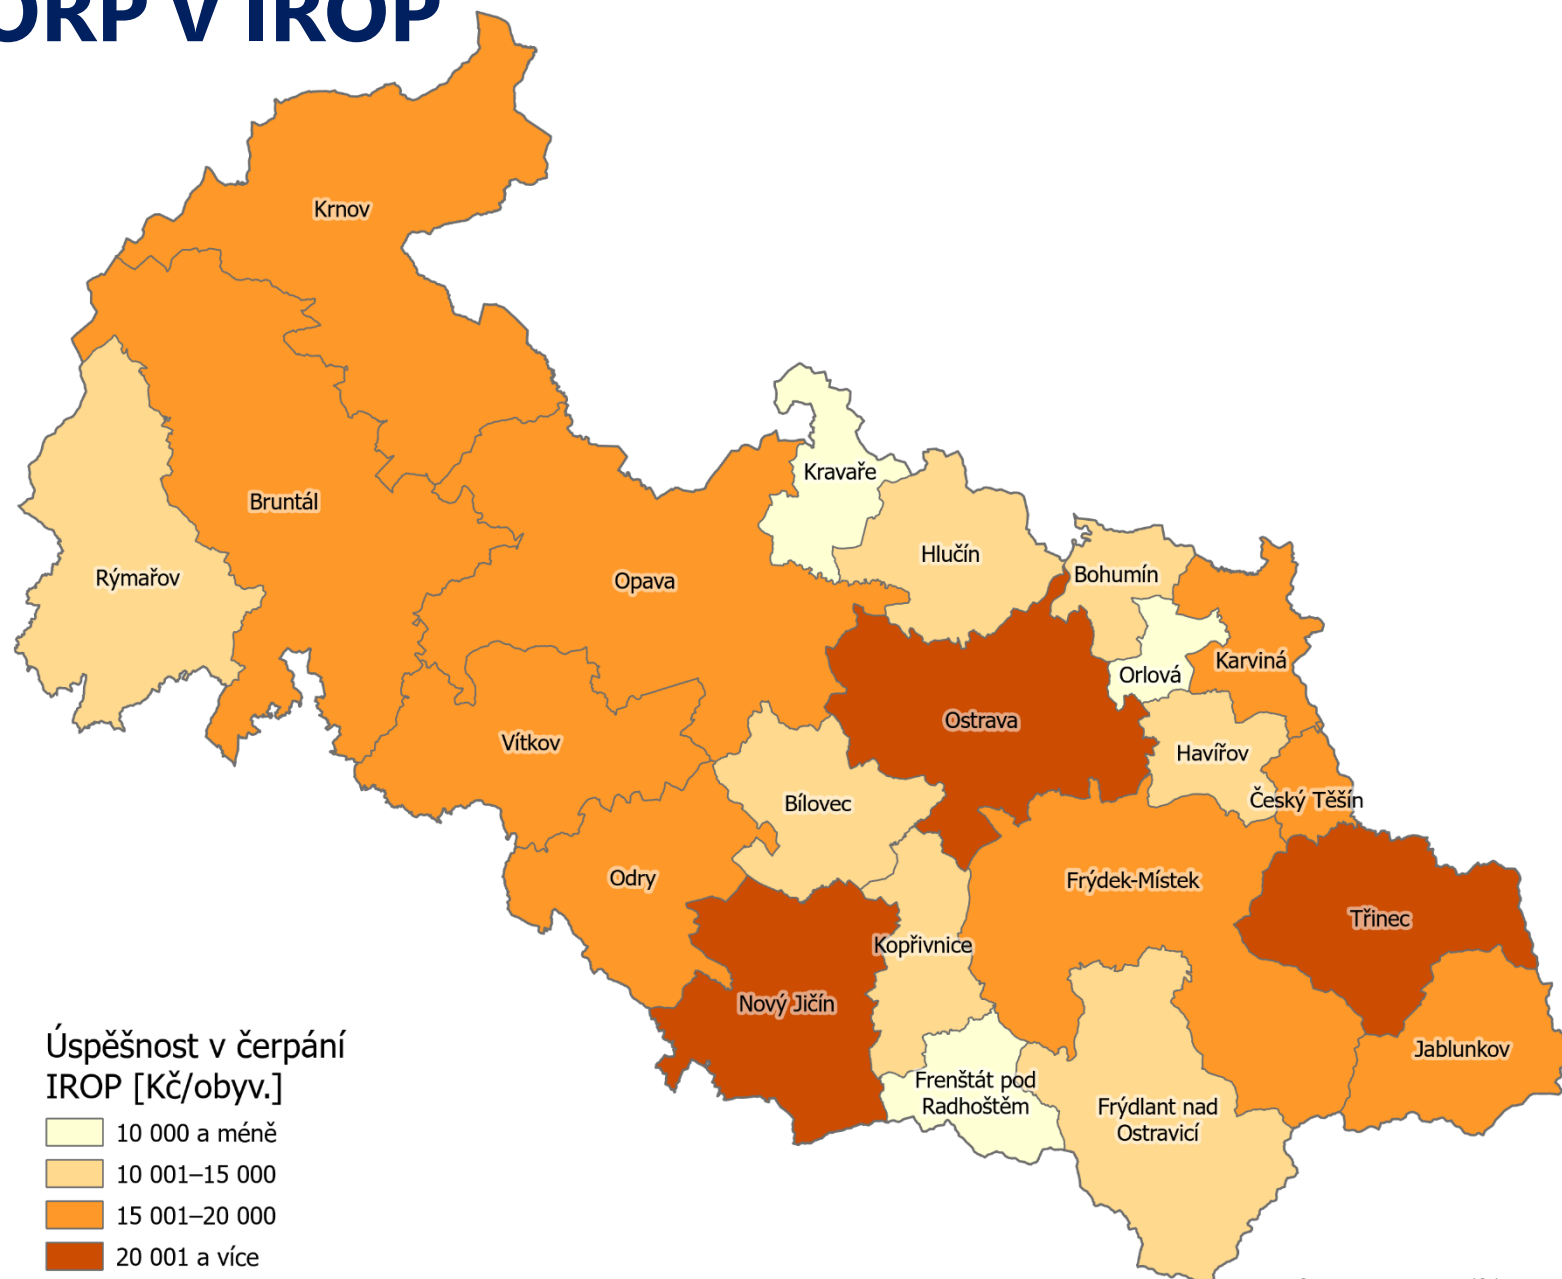 ORP V IROP
Krnov
Kravaře
Bruntál
Hlučín
Bohumín
Rýmařov
Opava
Karviná
Orlová
Ostrava
Vítkov
Havířov
Bílovec
Český Těšín
Odry
Frýdek-Místek
Třinec
Kopřivnice
Nový Jičín
Jablunkov
Frenštát pod
Radhoštěm
Frýdlant nad
Ostravicí
Úspěšnost v čerpání
IROP [Kč/obyv.]
10 000 a méně
10 001–15 000
15 001–20 000
20 001 a více